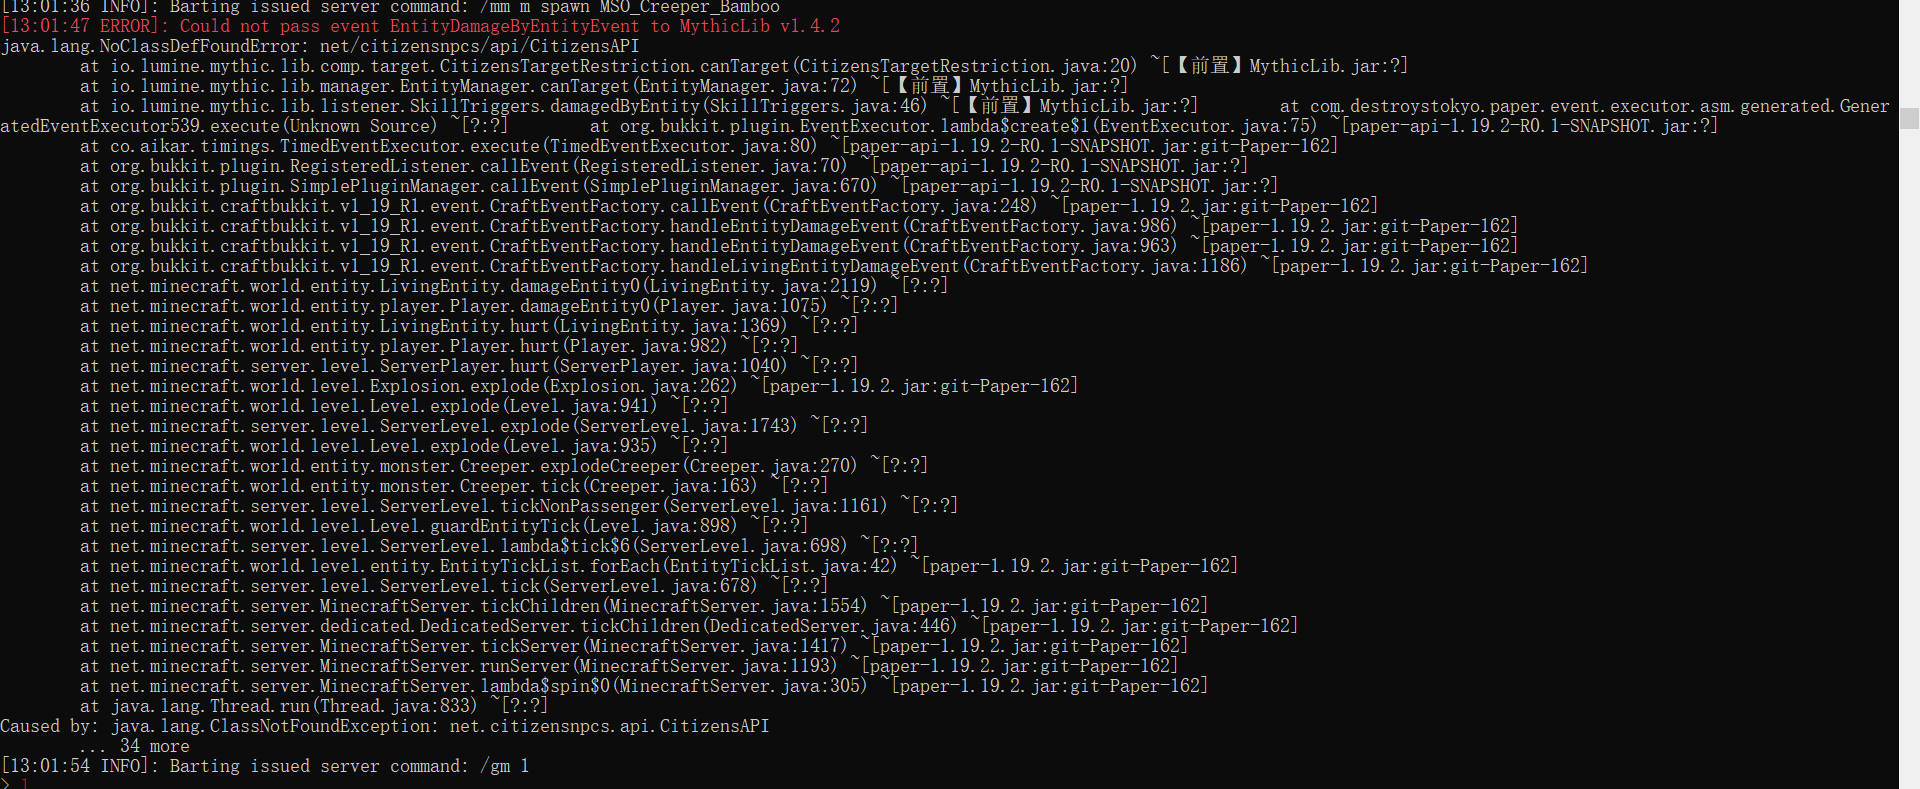 [13:01:36 INFO]: Barting issued server command: /mm m spawn MSO_Creeper_Bamboo
[13:01:47 ERROR]: Could not pass event EntityDamageByEntityEvent to MythicLib v1.4.2
java.lang.NoClassDefFoundError: net/citizensnpcs/api/CitizensAPI
at io.lumine.mythic.lib.comp.target.CitizensTargetRestriction.canTarget(CitizensTargetRestriction.java:20) ~[【前置】MythicLib.jar:?]
at io.lumine.mythic.lib.manager.EntityManager.canTarget(EntityManager.java:72) ~[【前置】MythicLib.jar:?]
at io.lumine.mythic.lib.listener.SkillTriggers.damagedByEntity(SkillTriggers.java:46) ~[【前置】MythicLib.jar:?] at com.destroystokyo.paper.event.executor.asm.generated.Gener
atedEventExecutor539.execute(Unknown Source) ~[?:?] at org.bukkit.plugin.EventExecutor.lambda$create$1(EventExecutor.java:75) ~[paper-api-1.19.2-R0.1-SNAPSHOT.jar:?]
at co.aikar.timings.TimedEventExecutor.execute(TimedEventExecutor.java:80) ~[paper-api-1.19.2-R0.1-SNAPSHOT.jar:git-Paper-162]
at org.bukkit.plugin.RegisteredListener.callEvent(RegisteredListener.java:70) ~[paper-api-1.19.2-R0.1-SNAPSHOT.jar:?]
at org.bukkit.plugin.SimplePluginManager.callEvent(SimplePluginManager.java:670) ~[paper-api-1.19.2-R0.1-SNAPSHOT.jar:?]
at org.bukkit.craftbukkit.v1_19_R1.event.CraftEventFactory.callEvent(CraftEventFactory.java:248) ~[paper-1.19.2.jar:git-Paper-162]
at org.bukkit.craftbukkit.v1_19_R1.event.CraftEventFactory.handleEntityDamageEvent(CraftEventFactory.java:986) ~[paper-1.19.2.jar:git-Paper-162]
at org.bukkit.craftbukkit.v1_19_R1.event.CraftEventFactory.handleEntityDamageEvent(CraftEventFactory.java:963) ~[paper-1.19.2.jar:git-Paper-162]
at org.bukkit.craftbukkit.v1_19_R1.event.CraftEventFactory.handleLivingEntityDamageEvent(CraftEventFactory.java:1186) ~[paper-1.19.2.jar:git-Paper-162]
at net.minecraft.world.entity.LivingEntity.damageEntity0(LivingEntity.java:2119) ~[?:?]
at net.minecraft.world.entity.player.Player.damageEntity0(Player.java:1075) ~[?:?]
at net.minecraft.world.entity.LivingEntity.hurt(LivingEntity.java:1369) ~[?:?]
at net.minecraft.world.entity.player.Player.hurt(Player.java:982) ~[?:?]
at net.minecraft.server.level.ServerPlayer.hurt(ServerPlayer.java:1040) ~[?:?]
at net.minecraft.world.level.Explosion.explode(Explosion.java:262) ~[paper-1.19.2.jar:git-Paper-162]
at net.minecraft.world.level.Level.explode(Level.java:941) ~[?:?]
at net.minecraft.server.level.ServerLevel.explode(ServerLevel.java:1743) ~[?:?]
at net.minecraft.world.level.Level.explode(Level.java:935) ~[?:?]
at net.minecraft.world.entity.monster.Creeper.explodeCreeper(Creeper.java:270) ~[?:?]
at net.minecraft.world.entity.monster.Creeper.tick(Creeper.java:163) ~[?:?]
at net.minecraft.server.level.ServerLevel.tickNonPassenger(ServerLevel.java:1161) ~[?:?]
at net.minecraft.world.level.Level.guardEntityTick(Level.java:898) ~[?:?]
at net.minecraft.server.level.ServerLevel.lambda$tick$6(ServerLevel.java:698) ~[?:?]
at net.minecraft.world.level.entity.EntityTickList.forEach(EntityTickList.java:42) ~[paper-1.19.2.jar:git-Paper-162]
at net.minecraft.server.level.ServerLevel.tick(ServerLevel.java:678) ~[?:?]
at net.minecraft.server.MinecraftServer.tickChildren(MinecraftServer.java:1554) ~[paper-1.19.2.jar:git-Paper-162]
at net.minecraft.server.dedicated.DedicatedServer.tickChildren(DedicatedServer.java:446) ~[paper-1.19.2.jar:git-Paper-162]
at net.minecraft.server.MinecraftServer.tickServer(MinecraftServer.java:1417) ~[paper-1.19.2.jar:git-Paper-162]
at net.minecraft.server.MinecraftServer.runServer(MinecraftServer.java:1193) ~[paper-1.19.2.jar:git-Paper-162]
at net.minecraft.server.MinecraftServer.lambda$spin$0(MinecraftServer.java:305) ~[paper-1.19.2.jar:git-Paper-162]
at java.lang.Thread.run(Thread.java:833) ~[?:?]
Caused by: java.lang.ClassNotFoundException: net.citizensnpcs.api.CitizensAPI
... 34 more
[13:01:54 INFO]: Barting issued server command: /gm 1
>